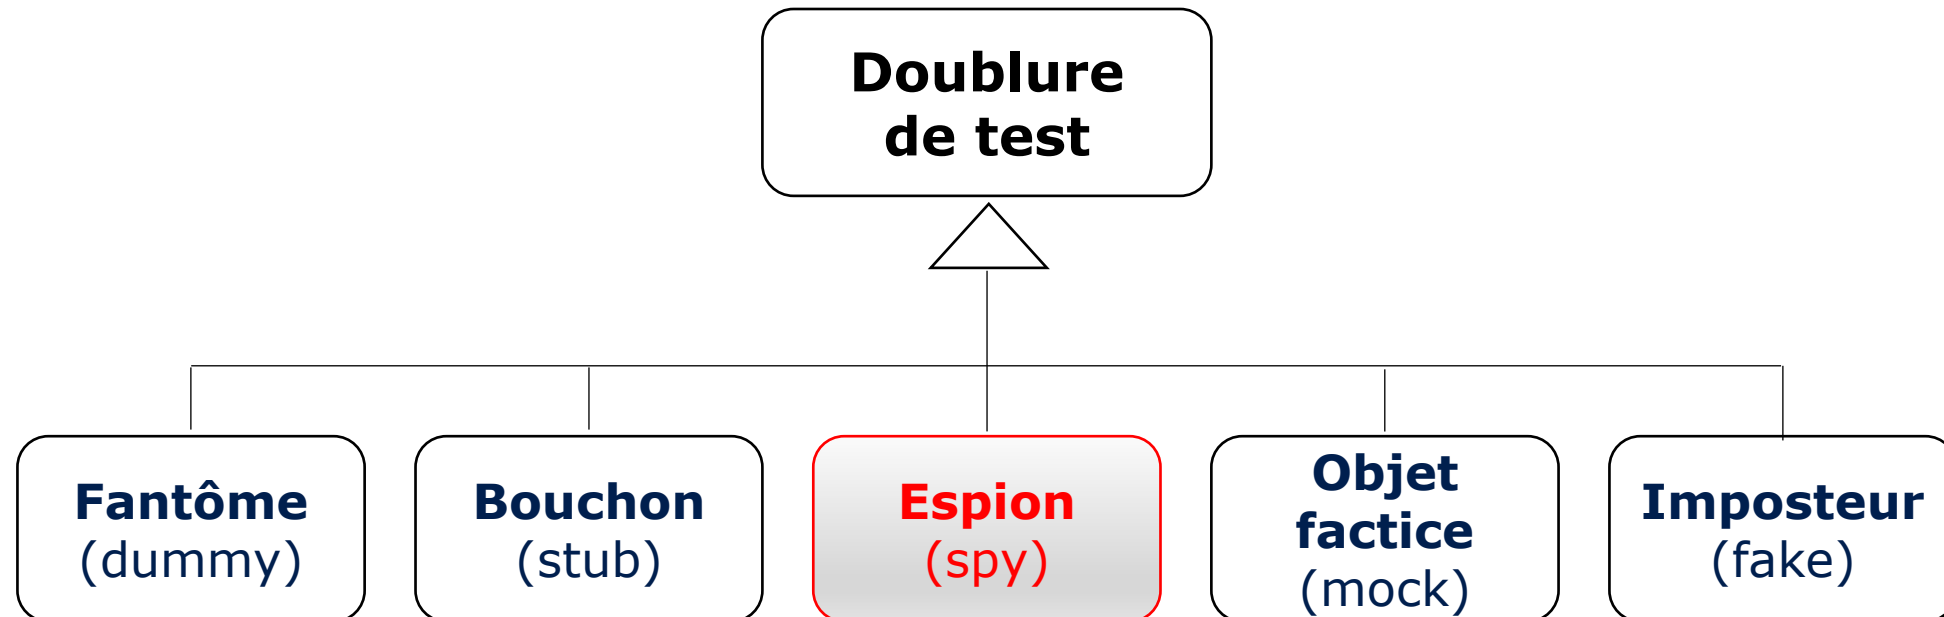 Doublure
de test
Fantôme
(dummy)
Bouchon
(stub)
Espion
(spy)
Objet
factice
(mock)
Imposteur
(fake)